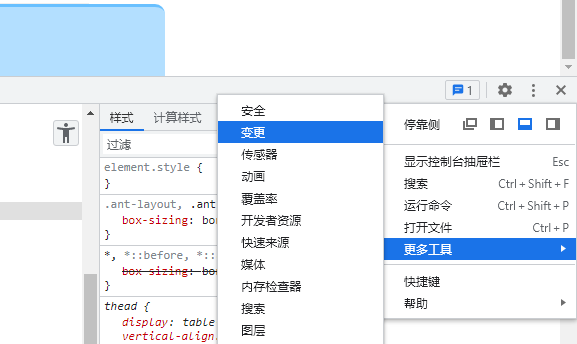 1
样式
计算样式
过滤
element.style {
}
.ant-layout, .ant
box-sizing: bor
}
*, *::before, *::
box-sizing: bor
}
thead {
display: table
vertical-align:
安全
变更
传感器
动画
覆盖率
开发者资源
快速来源
媒体
内存检查器
搜索
图层
停靠侧
显示控制台抽屉栏 Esc
搜索 Ctrl + Shift + F
运行命令 Ctrl + Shift + P
打开文件 Ctrl + P
更多工具
快捷键
帮助